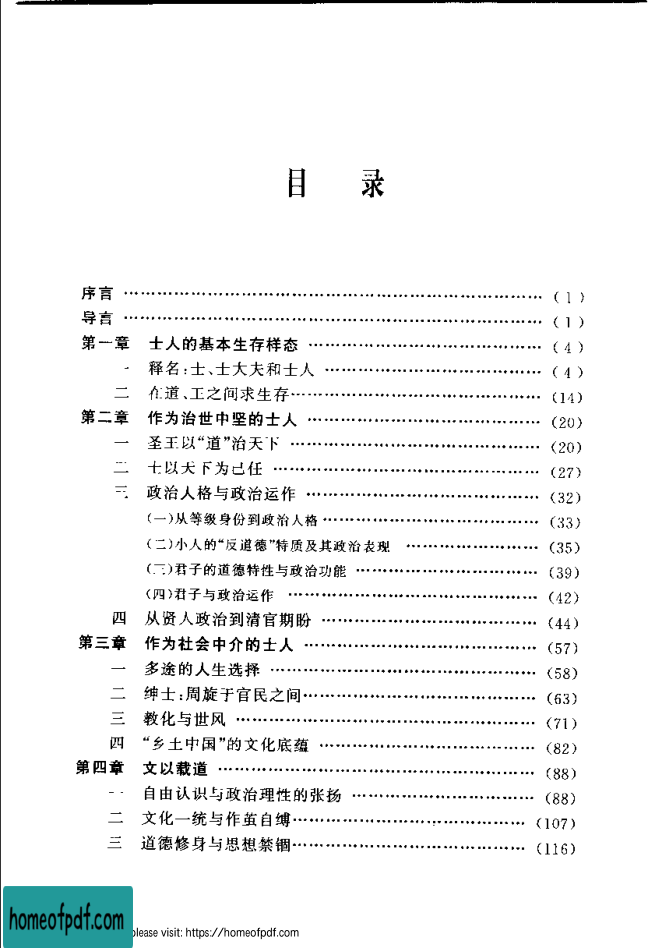 目 录
序言 ……………………………………………… (1)
导言 ……………………………………………… (1)
第一章 士人的基本生存样态 ……………………… (4)
一 释名:士、士大夫和士人 ……………………… (4)
二 在道、王之间求生存………………………… (14)
第二章 作为治世中坚的士人 ……………………… (20)
一 圣王以“道”治天下 ………………………… (20)
二 士以天下为己任 …………………………… (27)
三 政治人格与政治运作 ………………………… (32)
(一)从等级身份到政治人格……………………… (33)
(二)小人的“反道德”特质及其政治表现 …………… (35)
(三)君子的道德特性与政治功能 ………………… (39)
(四)君子与政治运作 ………………………… (42)
四 从贤人政治到清官期盼 ……………………… (44)
第三章 作为社会中介的士人 ……………………… (57)
一 多途的人生选择 …………………………… (58)
二 绅士:周旋于官民之间………………………… (63)
三 教化与世风 ………………………………… (71)
四 “乡土中国”的文化底蕴 ……………………… (82)
第四章 文以载道 ………………………………… (88)
一 自由认识与政治理性的张扬 ………………… (88)
二 文化一统与作茧自缚………………………… (107)
三 道德修身与思想禁锢………………………… (116)
homeofpdf.com
please visit: https://homeofpdf.com